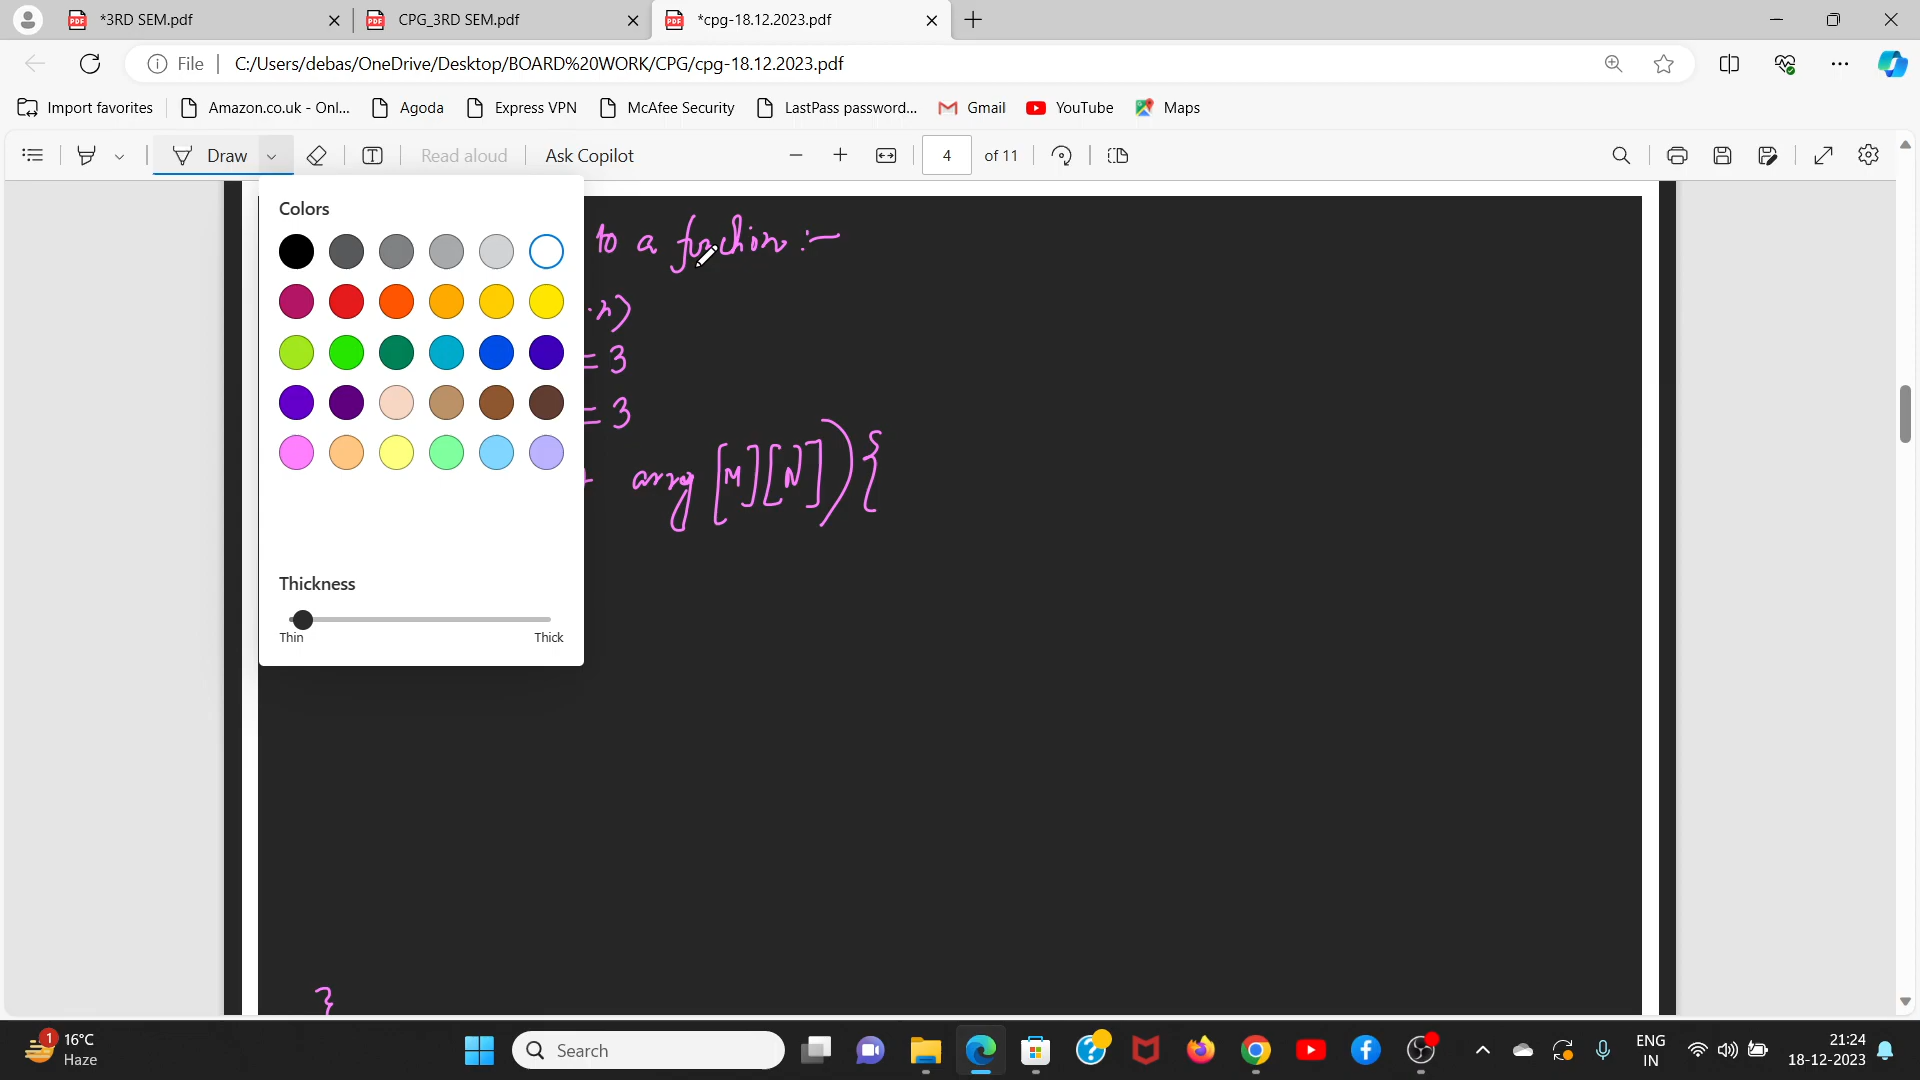 *3RD SEM.pdf
CPG_3RD SEM.pdf
*cpg-18.12.2023.pdf
File
C:/Users/debas/OneDrive/Desktop/BOARD%20WORK/CPG/cpg-18.12.2023.pdf
Import favorites
Amazon.co.uk - Onl...
Agoda
Express VPN
McAfee Security
LastPass password...
Gmail
YouTube
Maps
Draw
Read aloud
Ask Copilot
4
of 11
Colors
Thickness
Thin
Thick
to a function :-
.h)
= 3
= 3
array [M][N]]) {
}
1
16°C
Haze
Search
ENG
IN
21:24
18-12-2023